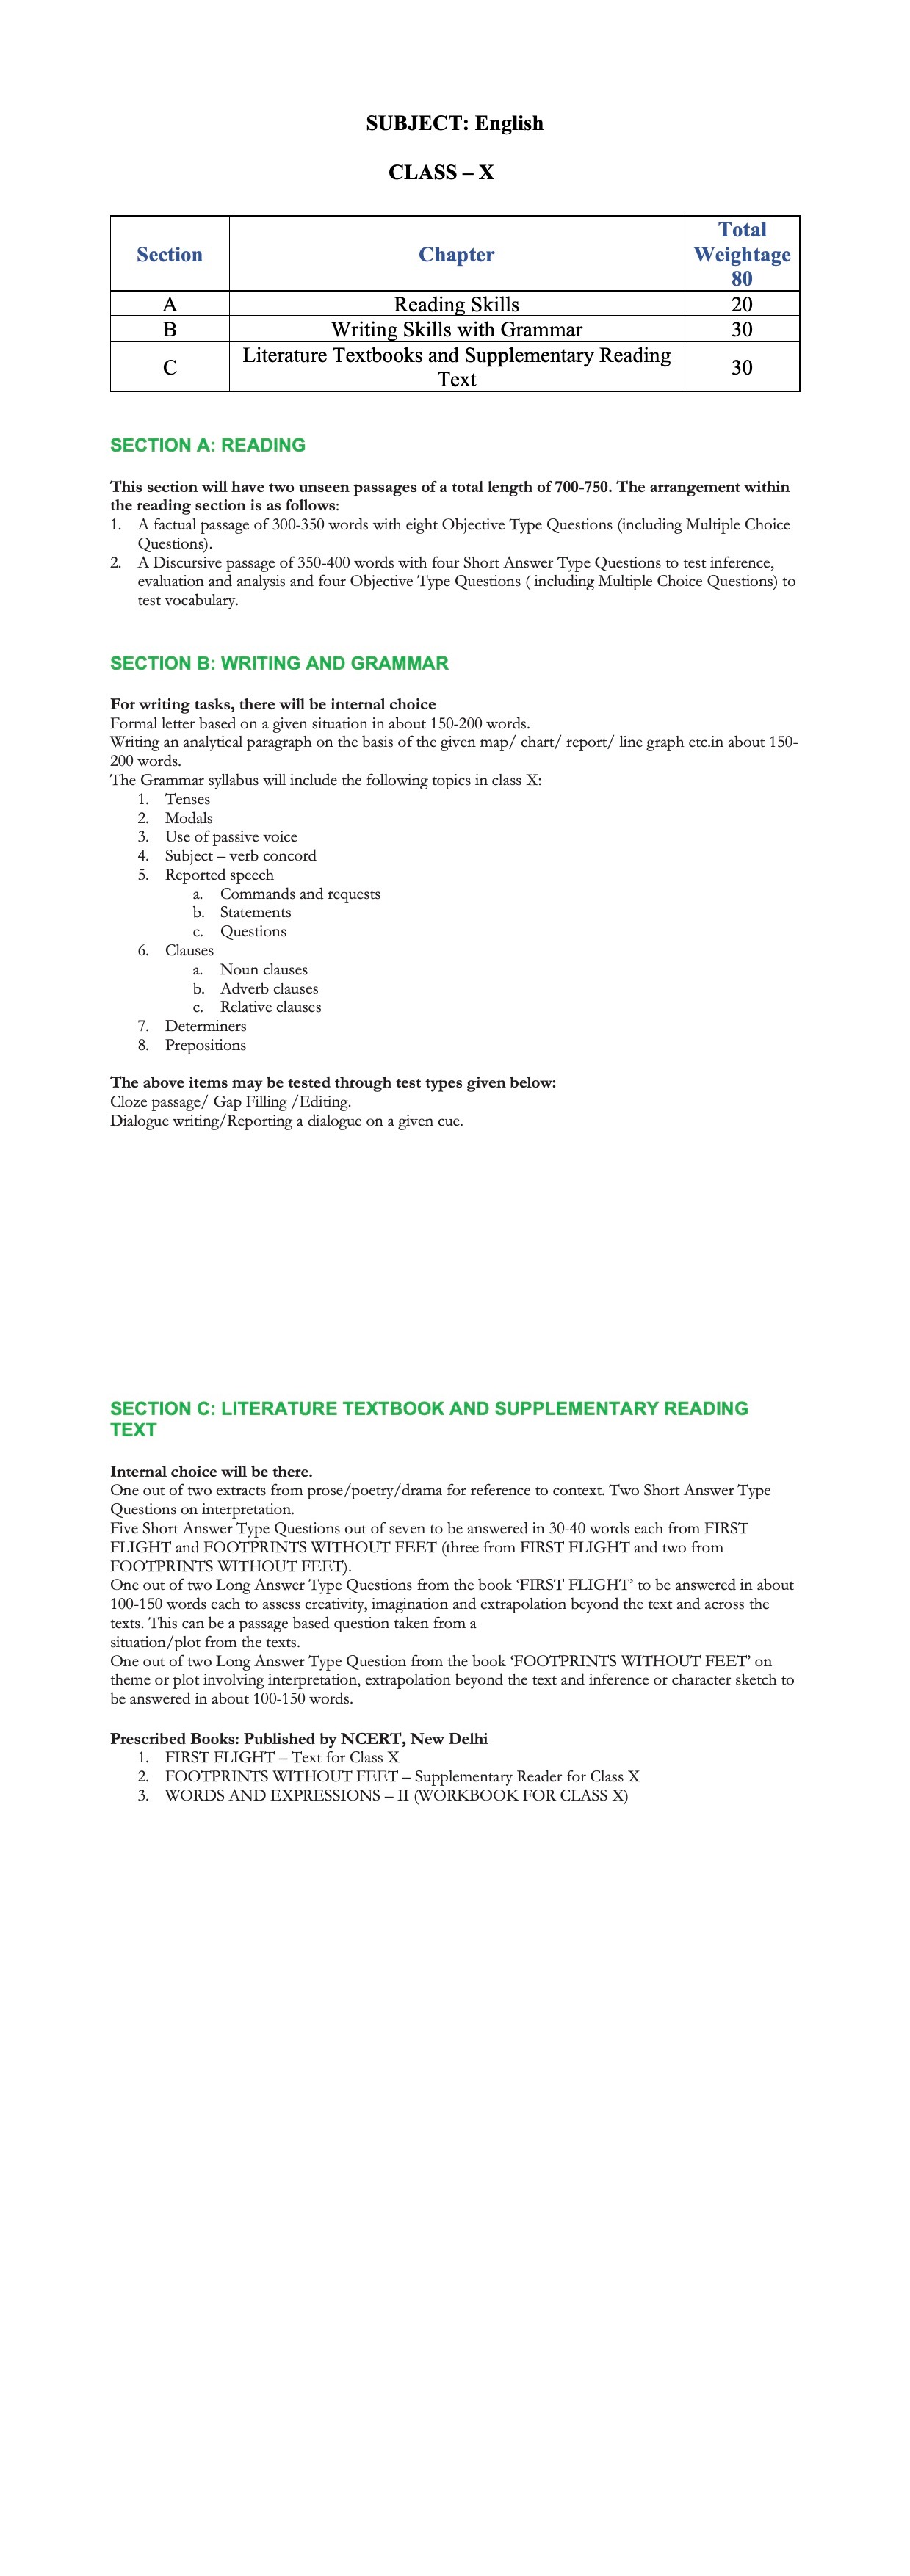 SUBJECT: English
CLASS – X
Section Chapter Total Weightage 80
A Reading Skills 20
B Writing Skills with Grammar 30
C Literature Textbooks and Supplementary Reading Text 30
SECTION A: READING
This section will have two unseen passages of a total length of 700-750. The arrangement within
the reading section is as follows:
1. A factual passage of 300-350 words with eight Objective Type Questions (including Multiple Choice
Questions).
2. A Discursive passage of 350-400 words with four Short Answer Type Questions to test inference,
evaluation and analysis and four Objective Type Questions ( including Multiple Choice Questions) to
test vocabulary.
SECTION B: WRITING AND GRAMMAR
For writing tasks, there will be internal choice
Formal letter based on a given situation in about 150-200 words.
Writing an analytical paragraph on the basis of the given map/ chart/ report/ line graph etc.in about 150-
200 words.
The Grammar syllabus will include the following topics in class X:
1. Tenses
2. Modals
3. Use of passive voice
4. Subject – verb concord
5. Reported speech
a. Commands and requests
b. Statements
c. Questions
6. Clauses
a. Noun clauses
b. Adverb clauses
c. Relative clauses
7. Determiners
8. Prepositions
The above items may be tested through test types given below:
Cloze passage/ Gap Filling /Editing.
Dialogue writing/Reporting a dialogue on a given cue.
SECTION C: LITERATURE TEXTBOOK AND SUPPLEMENTARY READING
TEXT
Internal choice will be there.
One out of two extracts from prose/poetry/drama for reference to context. Two Short Answer Type
Questions on interpretation.
Five Short Answer Type Questions out of seven to be answered in 30-40 words each from FIRST
FLIGHT and FOOTPRINTS WITHOUT FEET (three from FIRST FLIGHT and two from
FOOTPRINTS WITHOUT FEET).
One out of two Long Answer Type Questions from the book ‘FIRST FLIGHT’ to be answered in about
100-150 words each to assess creativity, imagination and extrapolation beyond the text and across the
texts. This can be a passage based question taken from a
situation/plot from the texts.
One out of two Long Answer Type Question from the book ‘FOOTPRINTS WITHOUT FEET’ on
theme or plot involving interpretation, extrapolation beyond the text and inference or character sketch to
be answered in about 100-150 words.
Prescribed Books: Published by NCERT, New Delhi
1. FIRST FLIGHT – Text for Class X
2. FOOTPRINTS WITHOUT FEET – Supplementary Reader for Class X
3. WORDS AND EXPRESSIONS – II (WORKBOOK FOR CLASS X)